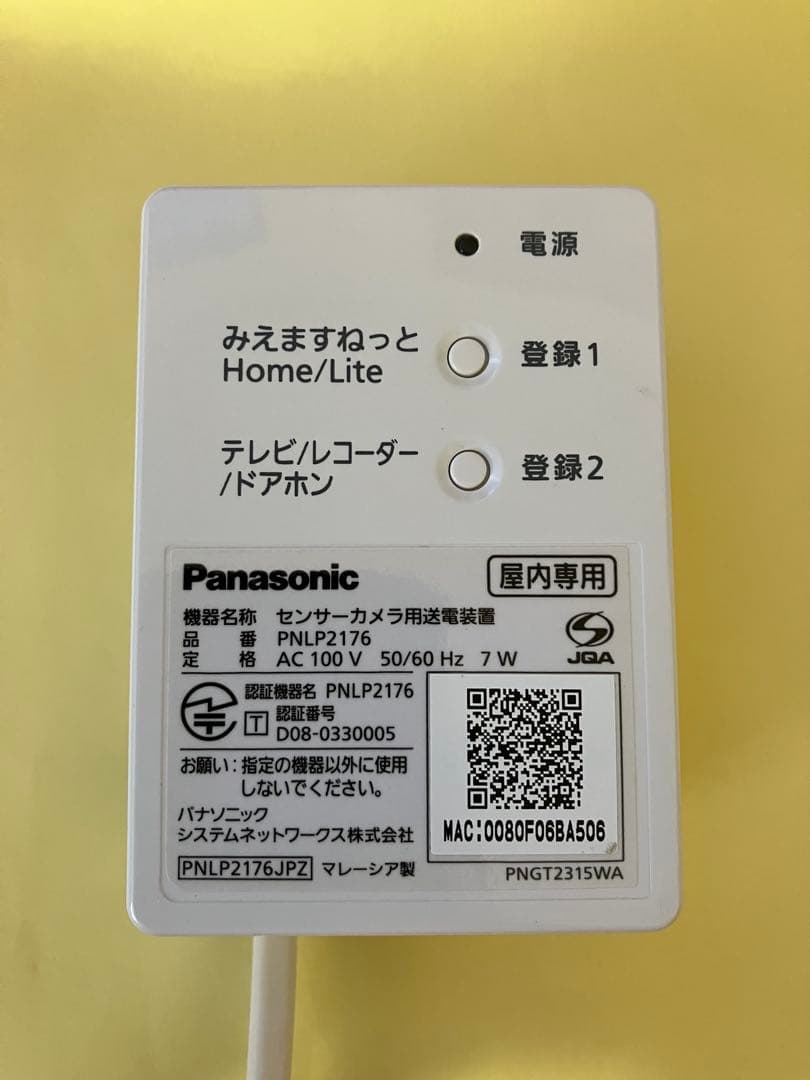 電源
みえますねっと
Home/Lite
登録1
テレビ/レコーダー
/ドアホン
登録2
Panasonic
屋内専用
機器名称 センサーカメラ用送電装置
品番 PNLP2176
定格 AC 100 V 50/60 Hz 7 W
JQA
認証機器名 PNLP2176
T 認証番号
D08-0330005
お願い:指定の機器以外に使用
しないでください。
パナソニック
システムネットワークス株式会社
PNLP2176JPZ マレーシア製
MAC:0080F06BA506
PNGT2315WA